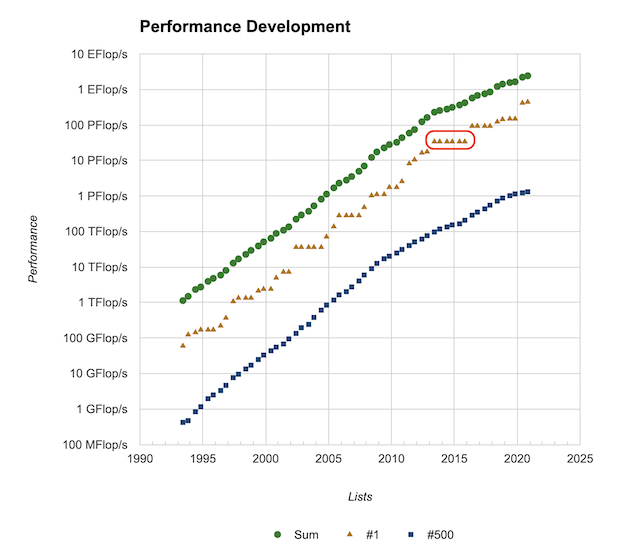 Performance Development
10 EFlop/s
1 EFlop/s
100 PFlop/s
10 PFlop/s
1 PFlop/s
100 TFlop/s
10 TFlop/s
1 TFlop/s
100 GFlop/s
10 GFlop/s
1 GFlop/s
100 MFlop/s
Performance
1990 1995 2000 2005 2010 2015 2020 2025
Lists
Sum #1 #500